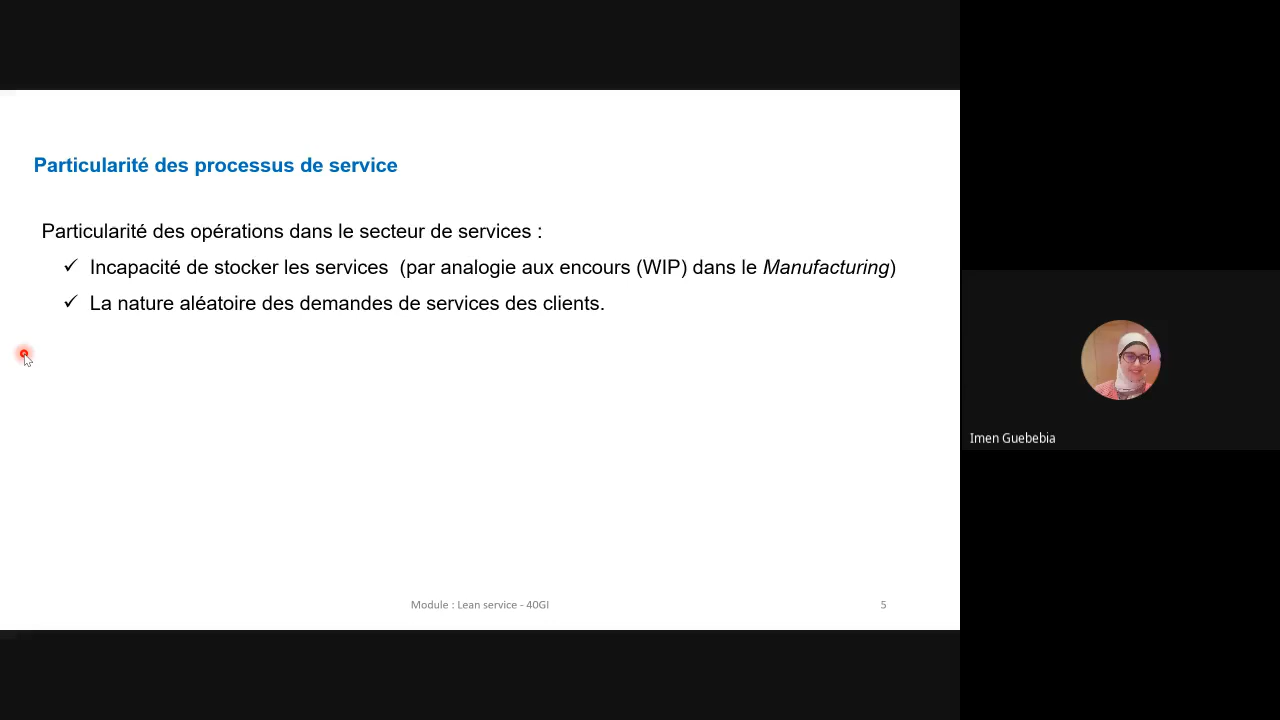 Particularité des processus de service
Particularité des opérations dans le secteur de services :
✓ Incapacité de stocker les services (par analogie aux encours (WIP) dans le Manufacturing)
✓ La nature aléatoire des demandes de services des clients.
Imen Guebebia
Module : Lean service - 40GI
5